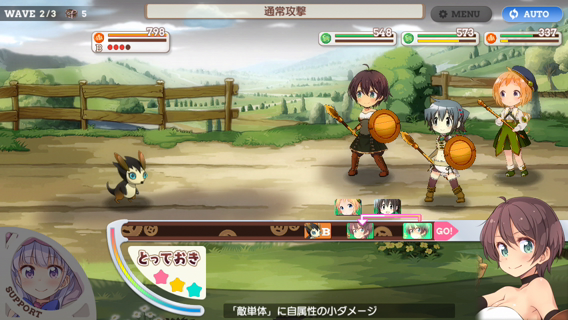 WAVE 2/3 5
通常攻撃
MENU
AUTO
798
B
548
573
337
B
GO!
とっておき
SUPPORT
「敵単体」に自属性の小ダメージ